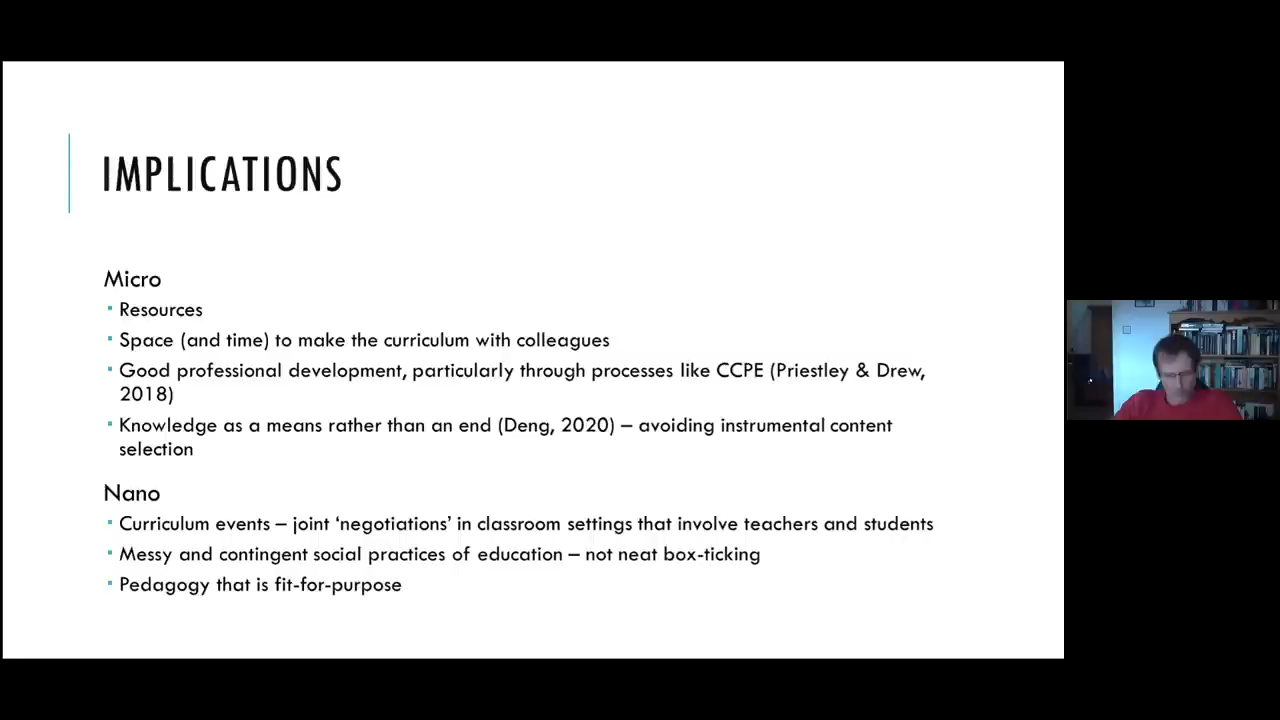 IMPLICATIONS
Micro
Resources
Space (and time) to make the curriculum with colleagues
Good professional development, particularly through processes like CCPE (Priestley & Drew,
2018)
Knowledge as a means rather than an end (Deng, 2020) – avoiding instrumental content
selection
Nano
Curriculum events – joint ‘negotiations’ in classroom settings that involve teachers and students
Messy and contingent social practices of education – not neat box-ticking
Pedagogy that is fit-for-purpose